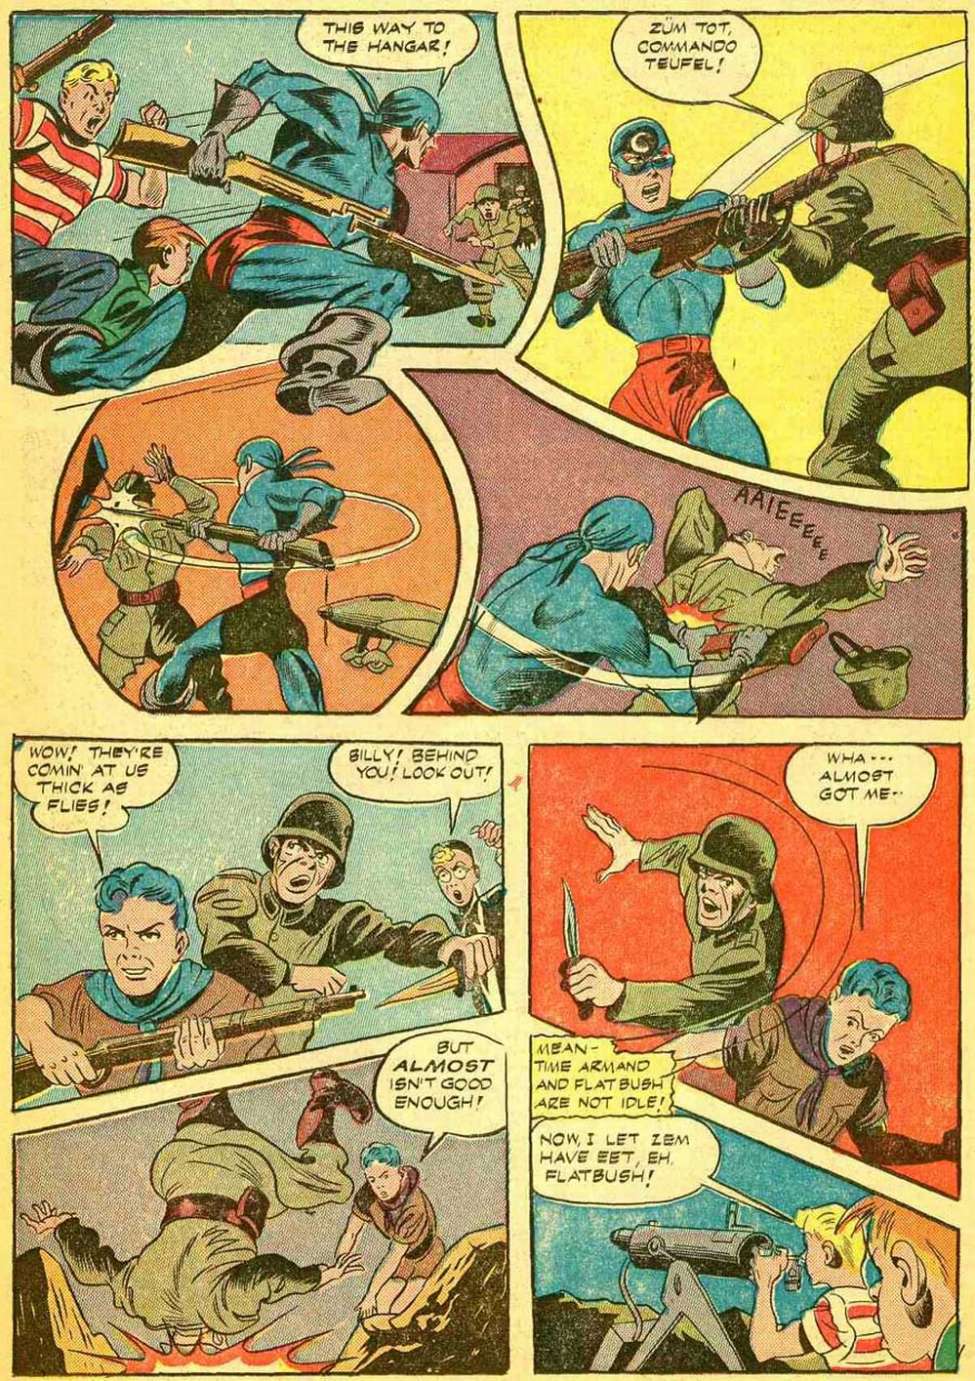 THIS WAY TO
THE HANGAR!
ZÜM TOT,
COMMANDO
TEUFEL!
AAIEEEEE
WOW! THEY'RE
COMIN' AT US
THICK AS
FLIES!
BILLY! BEHIND
YOU! LOOK OUT!
WHA---
ALMOST
GOT ME--
BUT
ALMOST
ISN'T GOOD
ENOUGH!
MEAN-
TIME ARMAND
AND FLATBUSH
ARE NOT IDLE!
NOW, I LET ZEM
HAVE EET, EH,
FLATBUSH!